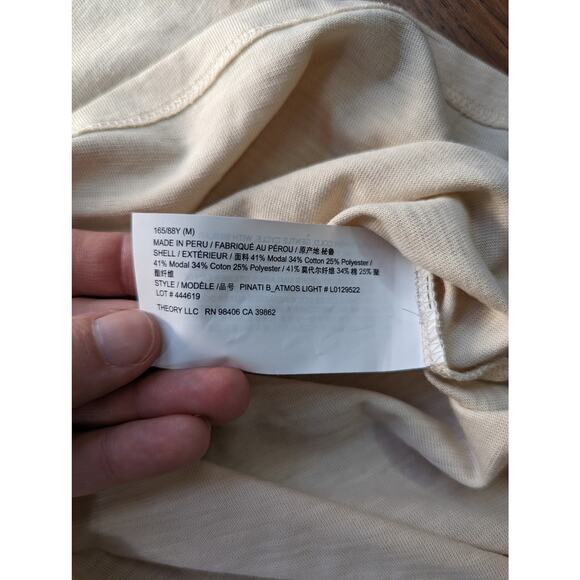 165/88Y (M)
MADE IN PERU / FABRIQUÉ AU PÉROU / 原产地 秘鲁
SHELL / EXTÉRIEUR / 面料 41% Modal 34% Cotton 25% Polyester /
41% Modal 34% Coton 25% Polyester / 41% 莫代尔纤维 34% 棉 25% 聚
酯纤维
STYLE / MODÈLE /品号 PINATI B_ATMOS LIGHT # L0129522
LOT # 444619
THEORY LLC RN 98406 CA 39862